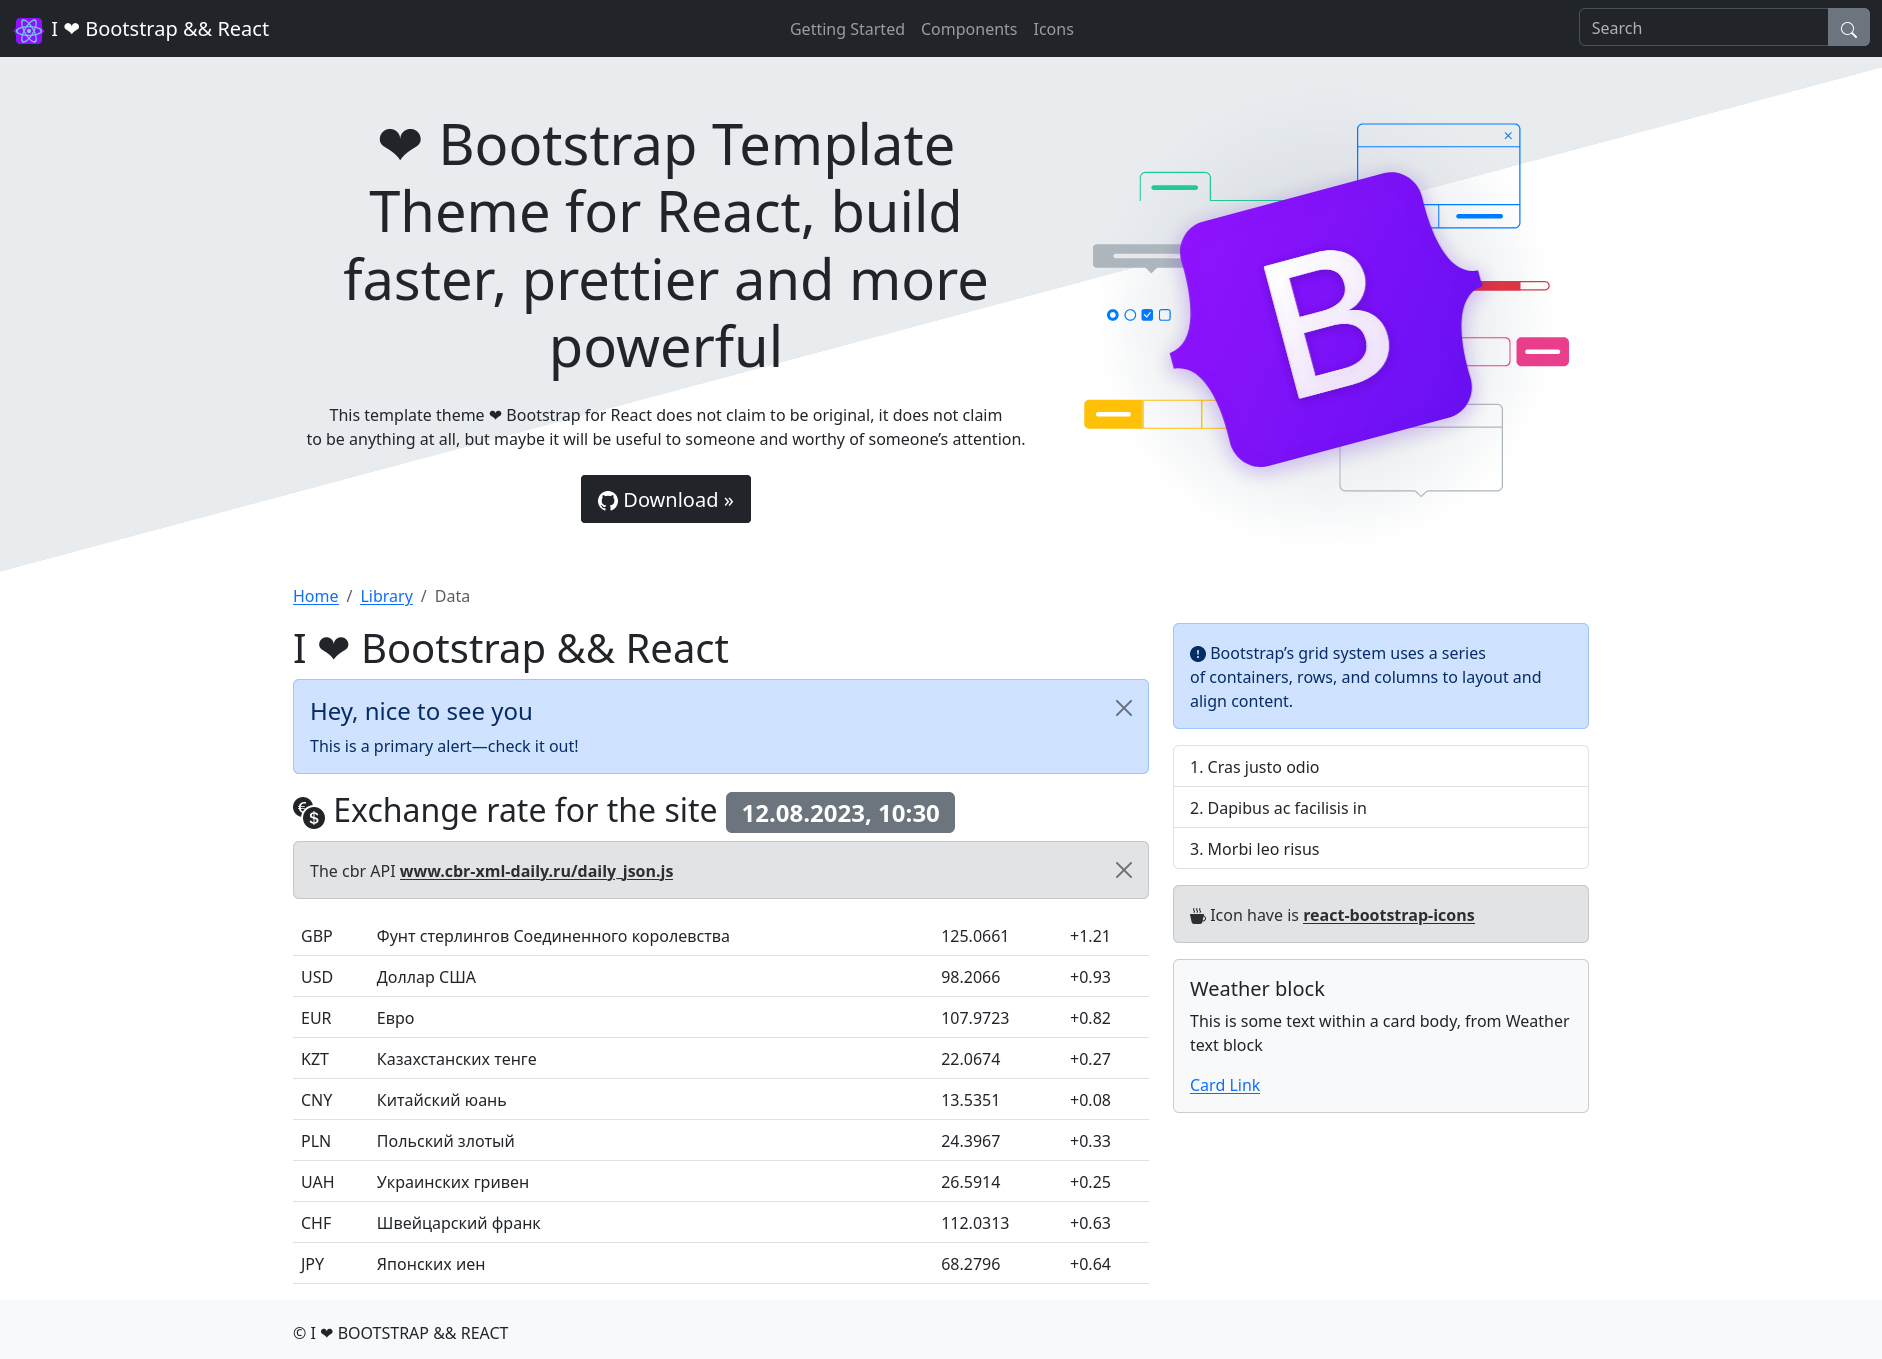 I ❤ Bootstrap && React
Getting Started Components Icons
Search
❤ Bootstrap Template
Theme for React, build
faster, prettier and more
powerful
This template theme ❤ Bootstrap for React does not claim to be original, it does not claim
to be anything at all, but maybe it will be useful to someone and worthy of someone’s attention.
Download »
B
Home / Library / Data
I ❤ Bootstrap && React
Hey, nice to see you
This is a primary alert—check it out!
Exchange rate for the site 12.08.2023, 10:30
The cbr API www.cbr-xml-daily.ru/daily_json.js
GBP Фунт стерлингов Соединенного королевства 125.0661 +1.21
USD Доллар США 98.2066 +0.93
EUR Евро 107.9723 +0.82
KZT Казахстанских тенге 22.0674 +0.27
CNY Китайский юань 13.5351 +0.08
PLN Польский злотый 24.3967 +0.33
UAH Украинских гривен 26.5914 +0.25
CHF Швейцарский франк 112.0313 +0.63
JPY Японских иен 68.2796 +0.64
Bootstrap’s grid system uses a series
of containers, rows, and columns to layout and
align content.
1. Cras justo odio
2. Dapibus ac facilisis in
3. Morbi leo risus
Icon have is react-bootstrap-icons
Weather block
This is some text within a card body, from Weather
text block
Card Link
© I ❤ BOOTSTRAP && REACT